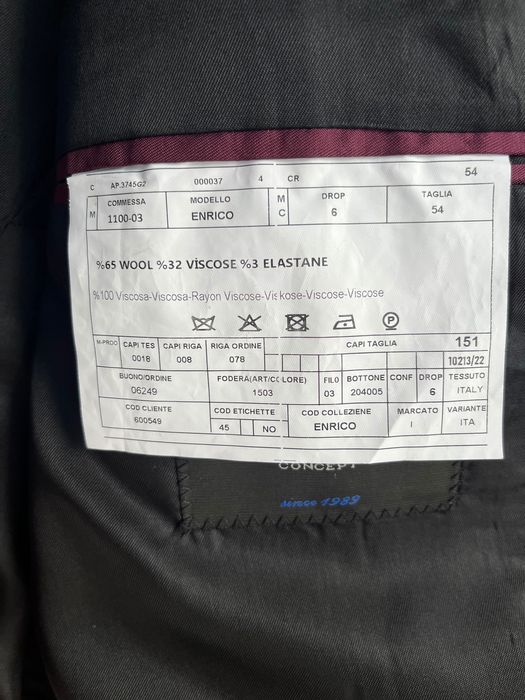 C AP.3745G2 000037 4 CR 54
M COMMESSA MODELLO M C DROP TAGLIA
1100-03 ENRICO 6 54
%65 WOOL %32 VİSCOSE %3 ELASTANE
%100 Viscosa-Viscosa-Rayon Viscose-Viskose-Viscose-Viscose
P
M-PROD CAPI TES CAPI RIGA RIGA ORDINE CAPI TAGLIA 151
0018 008 078 10213/22
BUONO/ORDINE FODERA(ART/COLORE) FILO BOTTONE CONF DROP TESSUTO
06249 1503 03 204005 6 ITALY
COD CLIENTE COD ETICHETTE COD COLLEZIENE MARCATO VARIANTE
600549 45 NO ENRICO I ITA
CONCEPT
since 1989